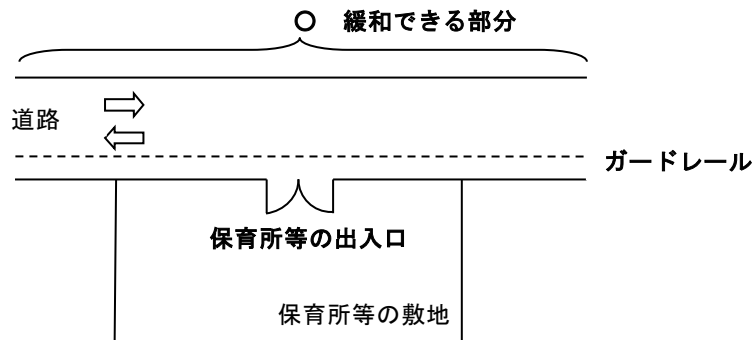 ○ 緩和できる部分
道路
ガードレール
保育所等の出入口
保育所等の敷地